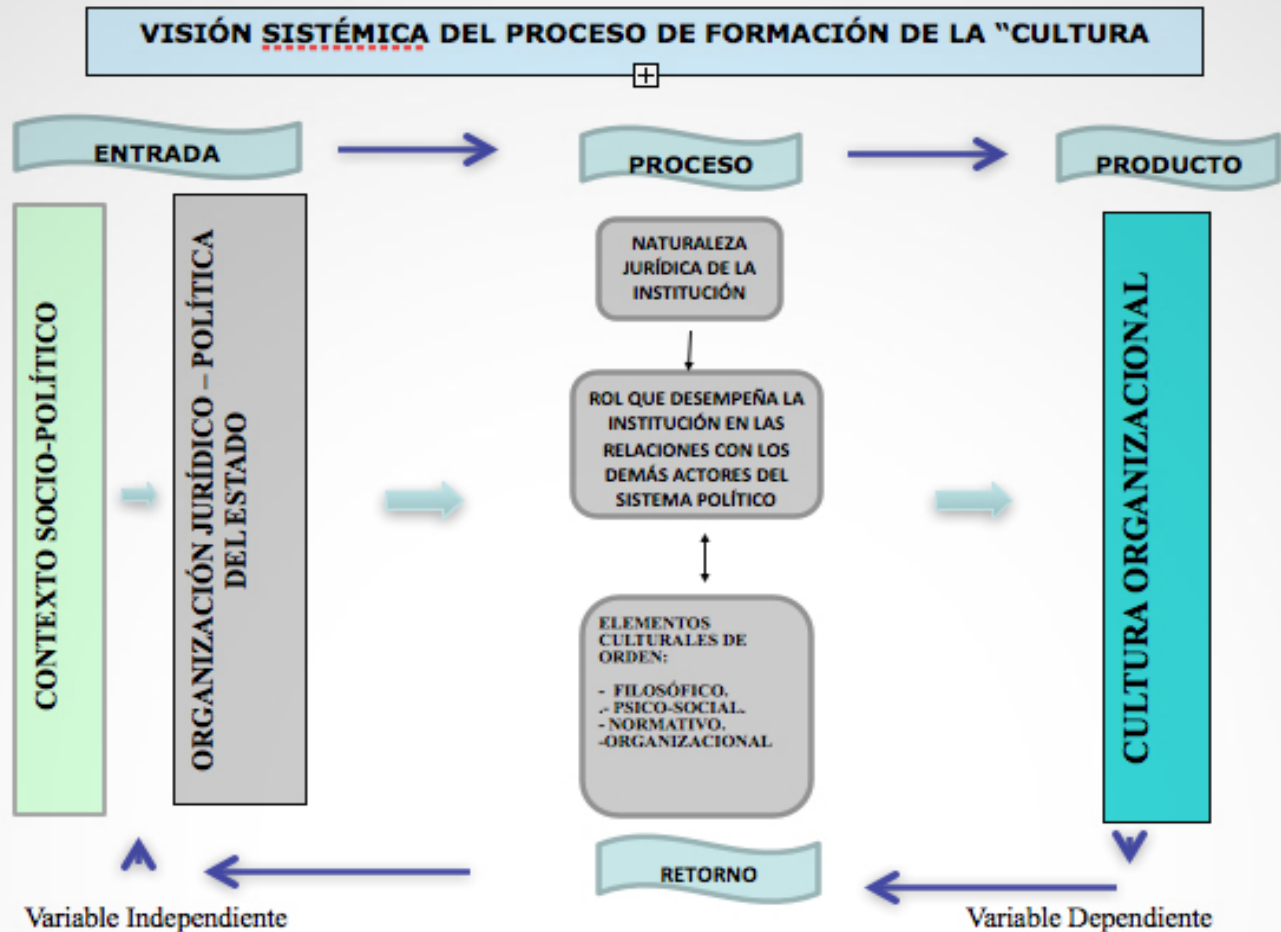 VISIÓN SISTÉMICA DEL PROCESO DE FORMACIÓN DE LA “CULTURA
ENTRADA
PROCESO
PRODUCTO
CONTEXTO SOCIO-POLÍTICO
ORGANIZACIÓN JURÍDICO – POLÍTICA
DEL ESTADO
NATURALEZA
JURÍDICA DE LA
INSTITUCIÓN
ROL QUE DESEMPEÑA LA
INSTITUCIÓN EN LAS
RELACIONES CON LOS
DEMÁS ACTORES DEL
SISTEMA POLÍTICO
ELEMENTOS
CULTURALES DE
ORDEN:
- FILOSÓFICO.
.- PSICO-SOCIAL.
- NORMATIVO.
-ORGANIZACIONAL
CULTURA ORGANIZACIONAL
RETORNO
Variable Independiente
Variable Dependiente